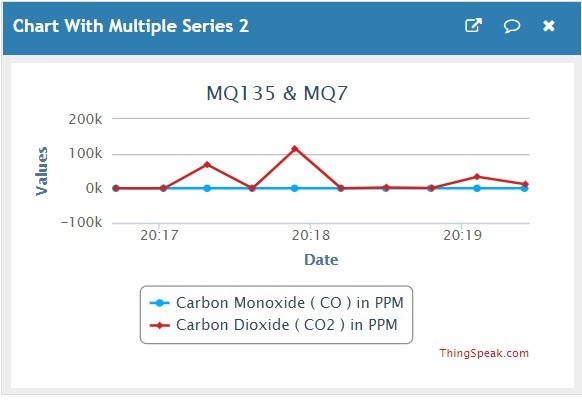 Chart With Multiple Series 2
MQ135 & MQ7
200k
100k
0k
-100k
Values
20:17 20:18 20:19
Date
Carbon Monoxide ( CO ) in PPM
Carbon Dioxide ( CO2 ) in PPM
ThingSpeak.com